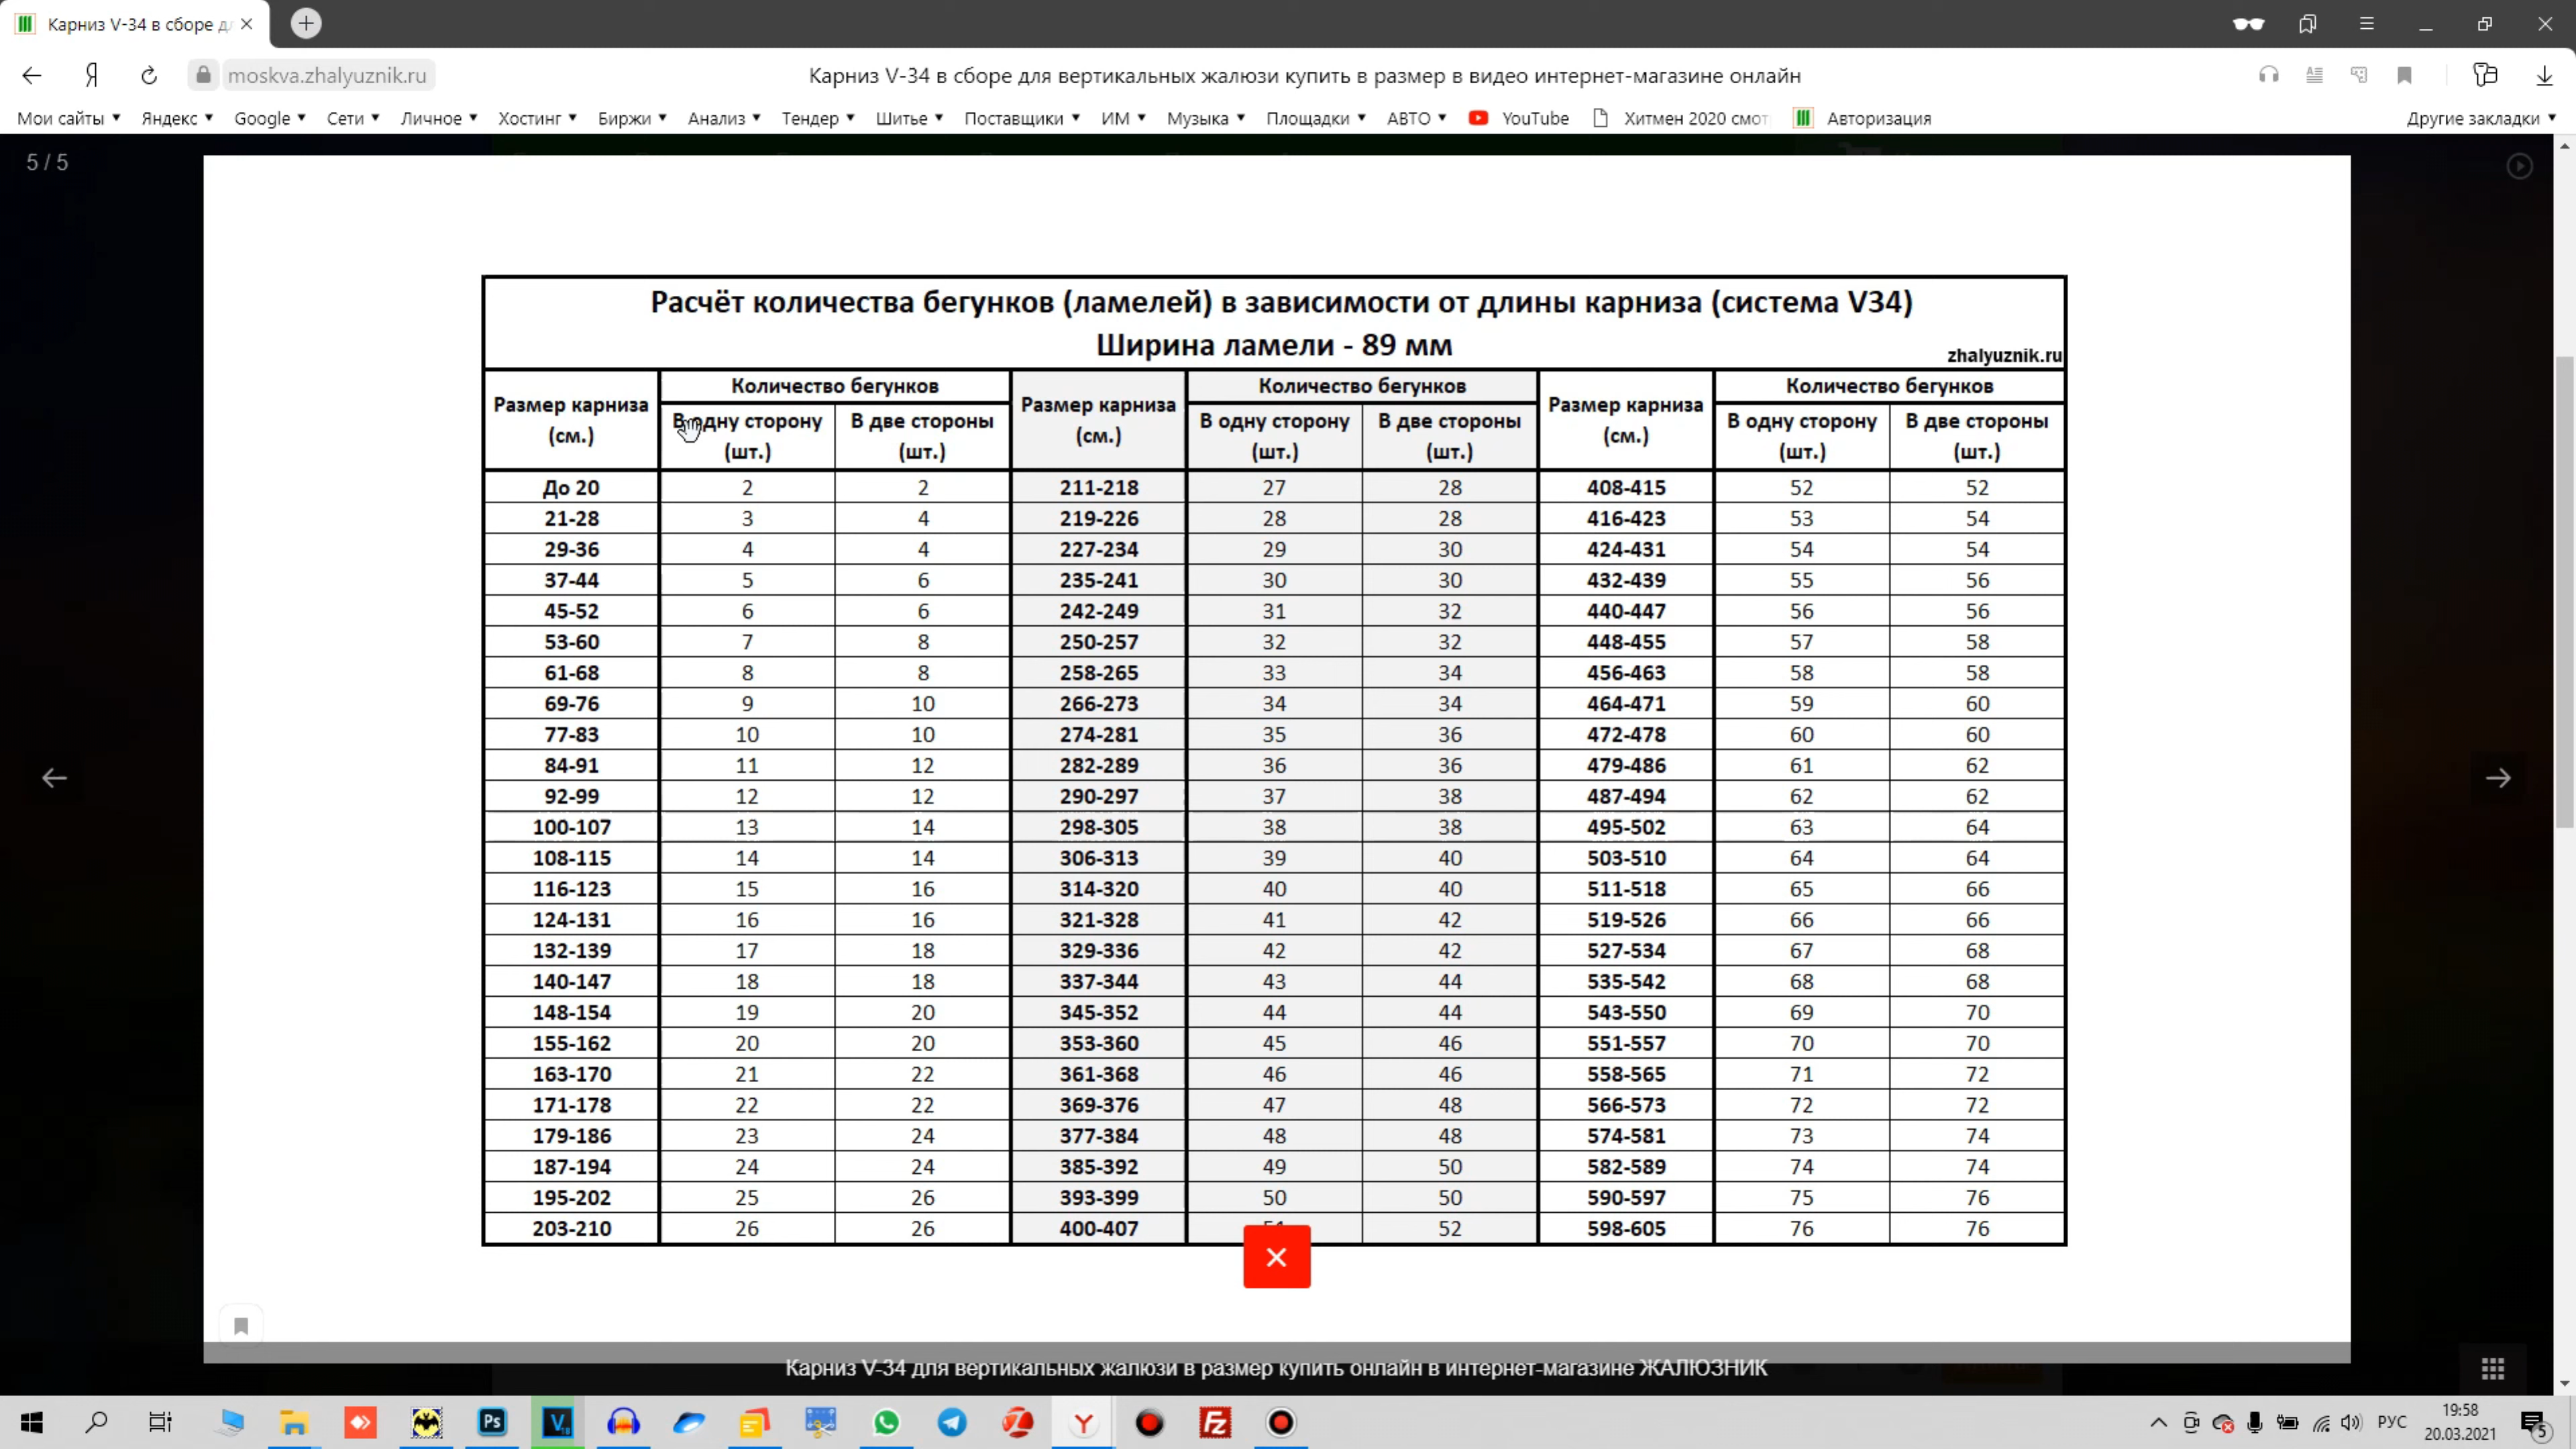 Карниз V-34 в сборе дл
moskva.zhalyuznik.ru
Карниз V-34 в сборе для вертикальных жалюзи купить в размер в видео интернет-магазине онлайн
Мои сайты Яндекс Google Сети Личное Хостинг Биржи Анализ Тендер Шитье Поставщики ИМ Музыка Площадки АВТО YouTube Хитмен 2020 смот Авторизация Другие закладки
5 / 5
Расчёт количества бегунков (ламелей) в зависимости от длины карниза (система V34)
Ширина ламели - 89 мм
zhalyuznik.ru
Размер карниза (см.) Количество бегунков Размер карниза (см.) Количество бегунков Размер карниза (см.) Количество бегунков
В одну сторону (шт.) В две стороны (шт.) В одну сторону (шт.) В две стороны (шт.) В одну сторону (шт.) В две стороны (шт.)
До 20 2 2 211-218 27 28 408-415 52 52
21-28 3 4 219-226 28 28 416-423 53 54
29-36 4 4 227-234 29 30 424-431 54 54
37-44 5 6 235-241 30 30 432-439 55 56
45-52 6 6 242-249 31 32 440-447 56 56
53-60 7 8 250-257 32 32 448-455 57 58
61-68 8 8 258-265 33 34 456-463 58 58
69-76 9 10 266-273 34 34 464-471 59 60
77-83 10 10 274-281 35 36 472-478 60 60
84-91 11 12 282-289 36 36 479-486 61 62
92-99 12 12 290-297 37 38 487-494 62 62
100-107 13 14 298-305 38 38 495-502 63 64
108-115 14 14 306-313 39 40 503-510 64 64
116-123 15 16 314-320 40 40 511-518 65 66
124-131 16 16 321-328 41 42 519-526 66 66
132-139 17 18 329-336 42 42 527-534 67 68
140-147 18 18 337-344 43 44 535-542 68 68
148-154 19 20 345-352 44 44 543-550 69 70
155-162 20 20 353-360 45 46 551-557 70 70
163-170 21 22 361-368 46 46 558-565 71 72
171-178 22 22 369-376 47 48 566-573 72 72
179-186 23 24 377-384 48 48 574-581 73 74
187-194 24 24 385-392 49 50 582-589 74 74
195-202 25 26 393-399 50 50 590-597 75 76
203-210 26 26 400-407 52 598-605 76 76
Карниз V-34 для вертикальных жалюзи в размер купить онлайн в интернет-магазине ЖАЛЮЗНИК
Ps
РУС
19:58
20.03.2021
5